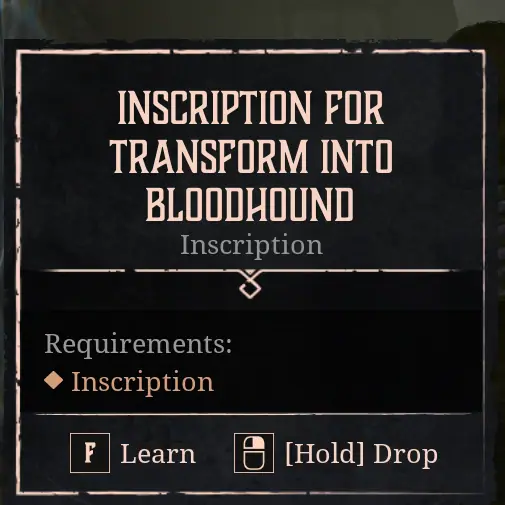 INSCRIPTION FOR
TRANSFORM INTO
BLOODHOUND
Inscription
Requirements:
Inscription
F Learn [Hold] Drop